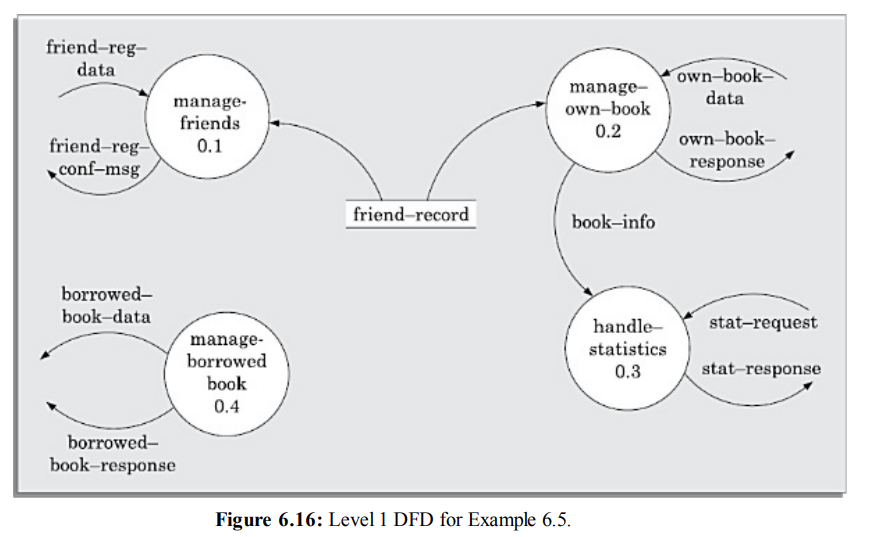 friend–reg–
data
manage-
friends
0.1
friend–reg–
conf–msg
manage–
own–book
0.2
own–book–
data
own–book–
response
friend–record
book–info
borrowed–
book–data
manage-
borrowed
book
0.4
borrowed–
book–response
handle–
statistics
0.3
stat–request
stat–response
Figure 6.16: Level 1 DFD for Example 6.5.